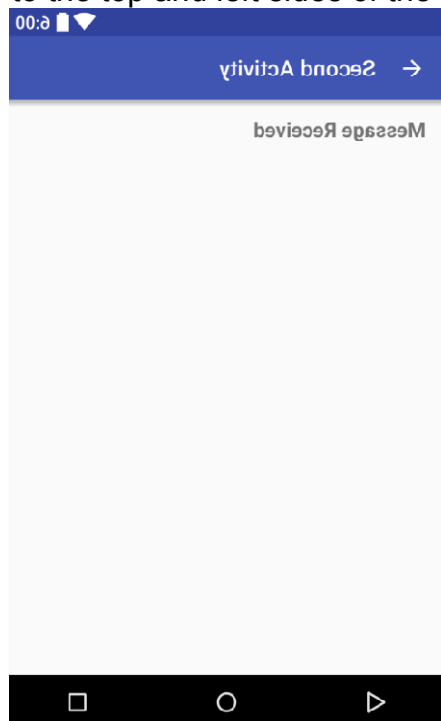 to the top and left sides of the
6:00
Second Activity
Message Received